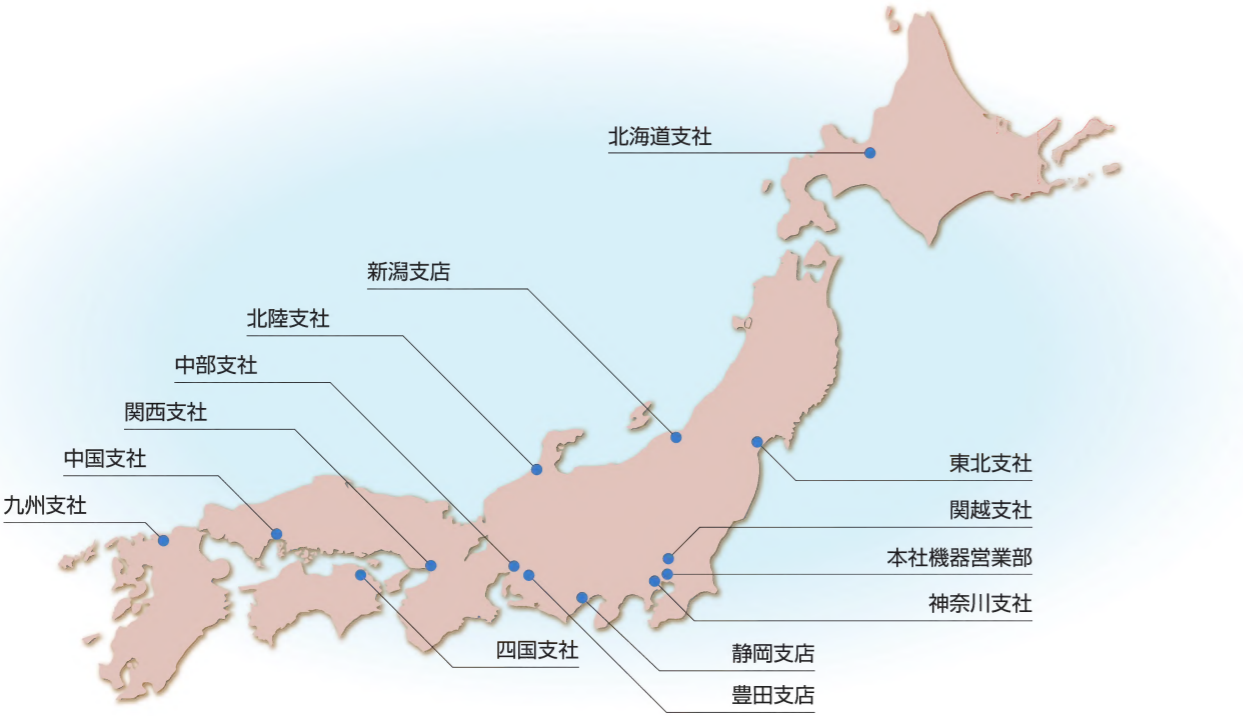 北海道支社
新潟支店
北陸支社
中部支社
関西支社
中国支社
九州支社
東北支社
関越支社
本社機器営業部
神奈川支社
四国支社
静岡支店
豊田支店